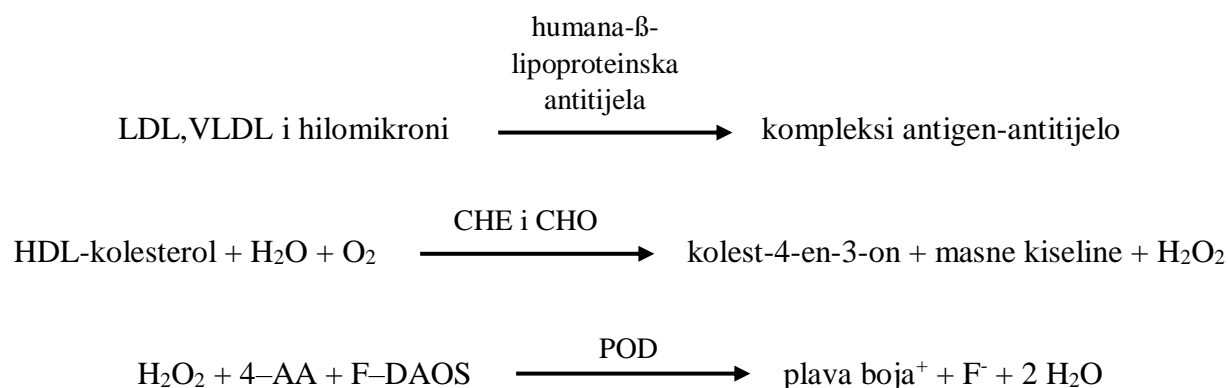 humana-ß-
lipoproteinska
antitijela
LDL,VLDL i hilomikroni kompleksi antigen-antitijelo
CHE i CHO
HDL-kolesterol + H₂O + O₂ kolest-4-en-3-on + masne kiseline + H₂O₂
POD
H₂O₂ + 4–AA + F–DAOS plava boja⁺ + F⁻ + 2 H₂O